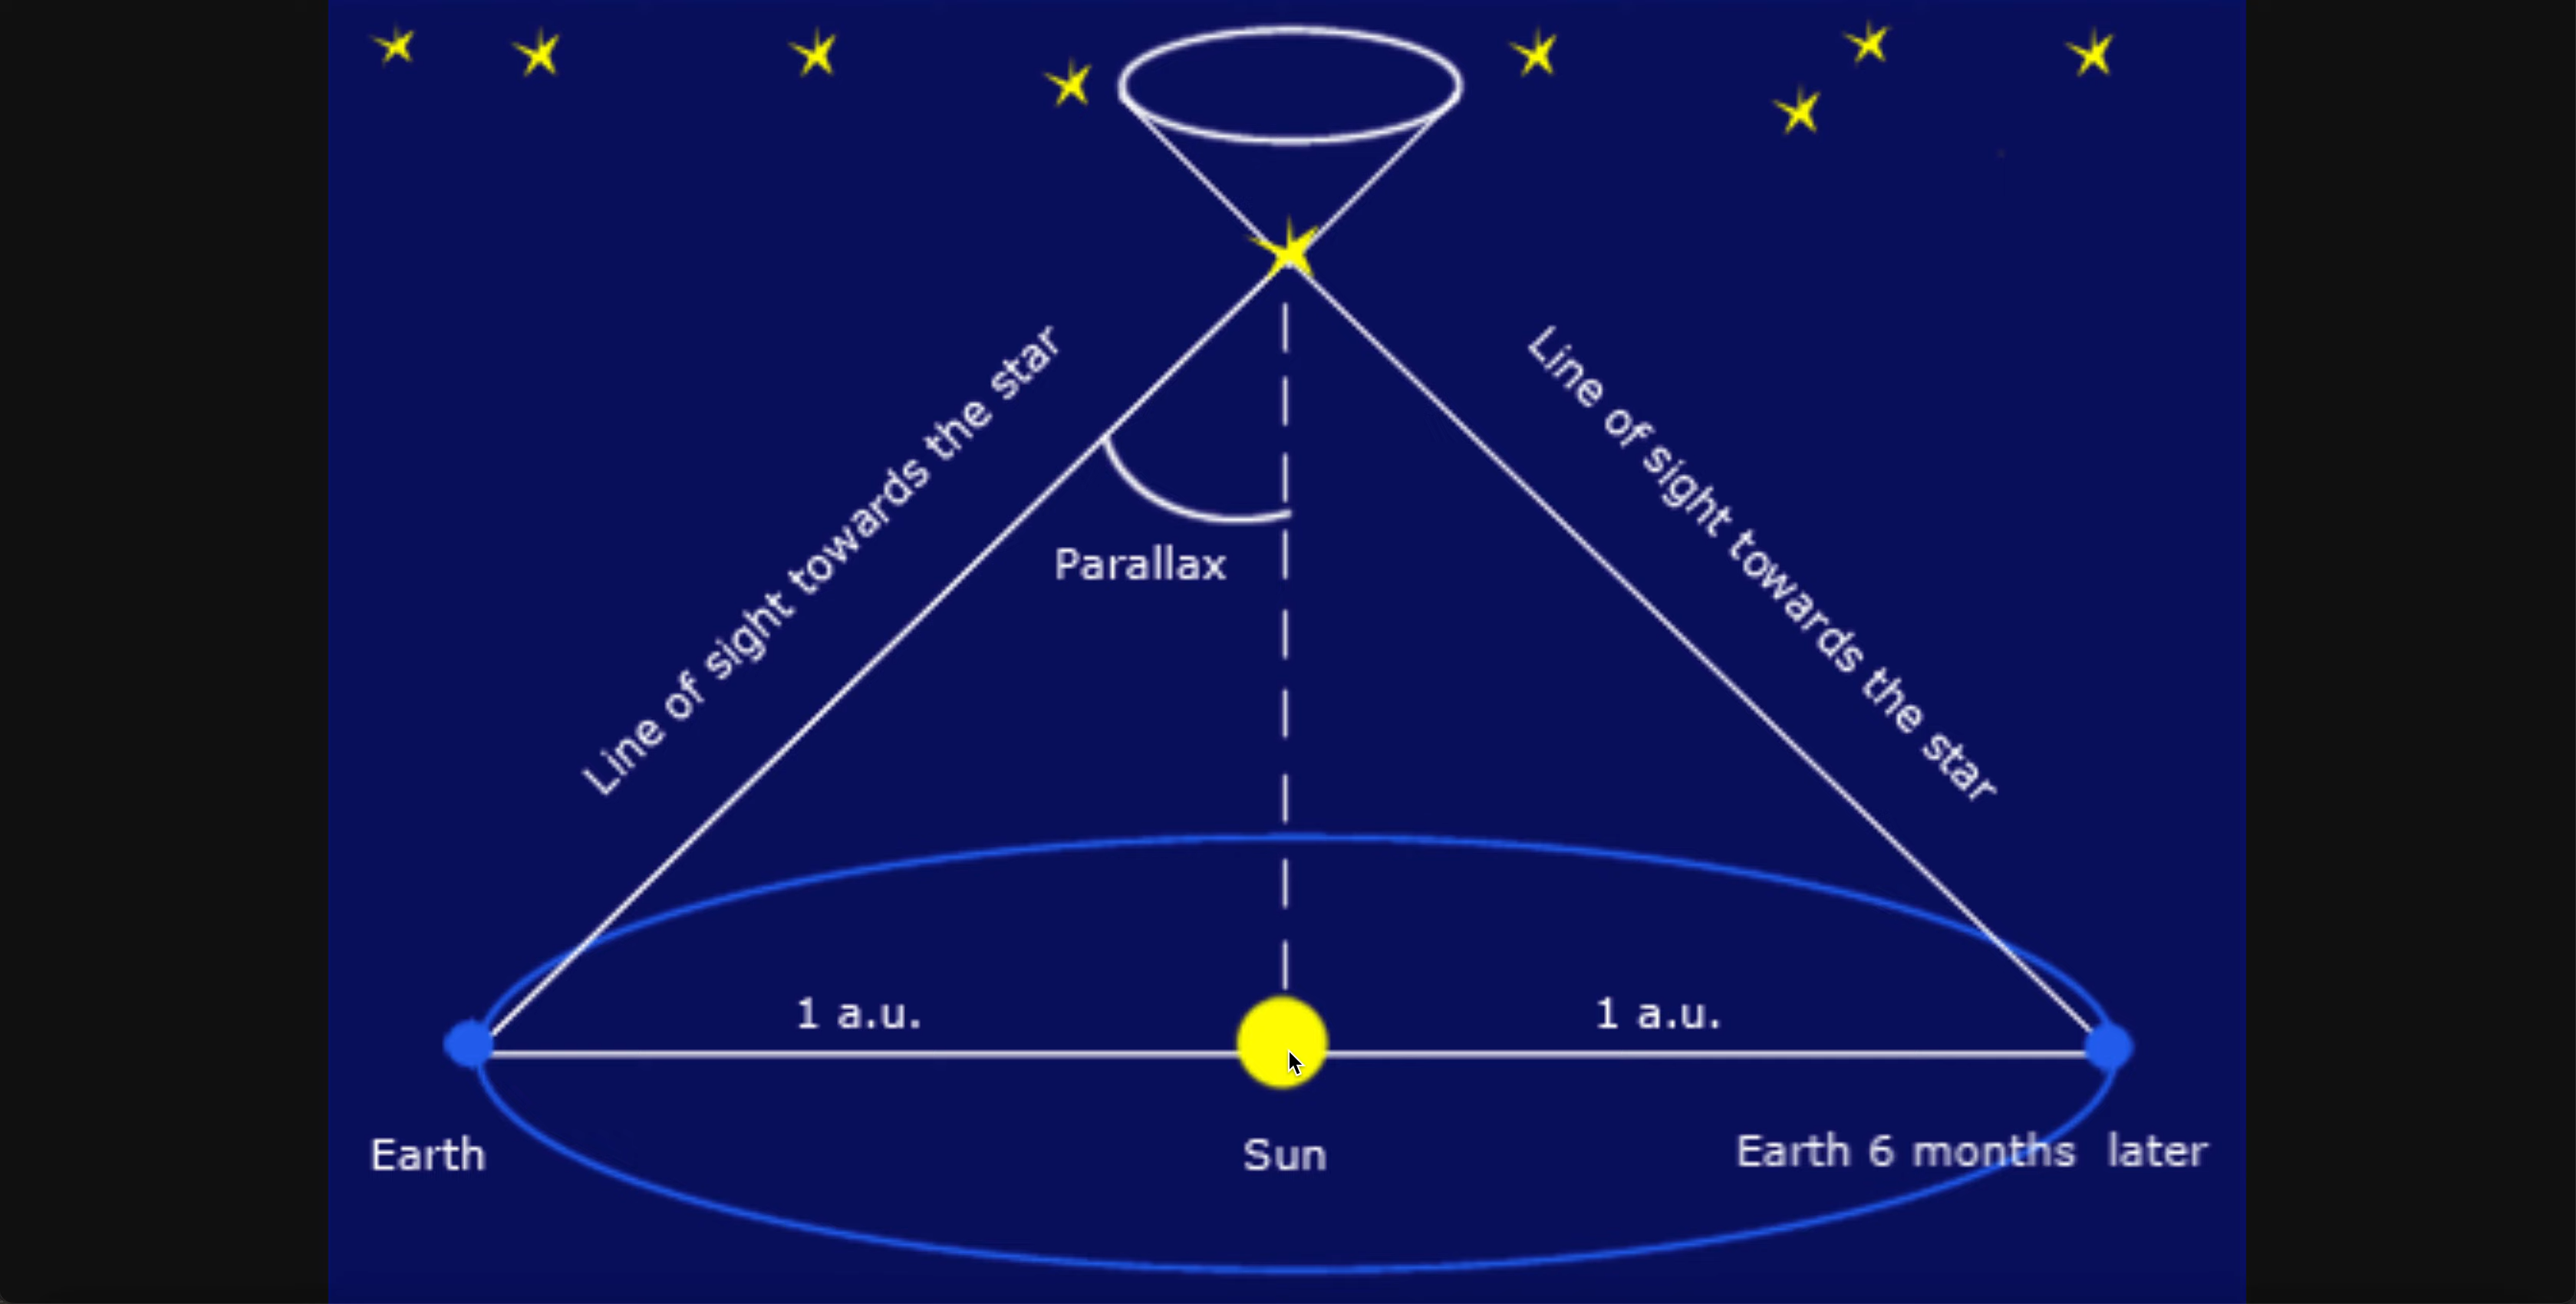 Line of sight towards the star
Line of sight towards the star
Parallax
1 a.u.
1 a.u.
Earth
Sun
Earth 6 months later